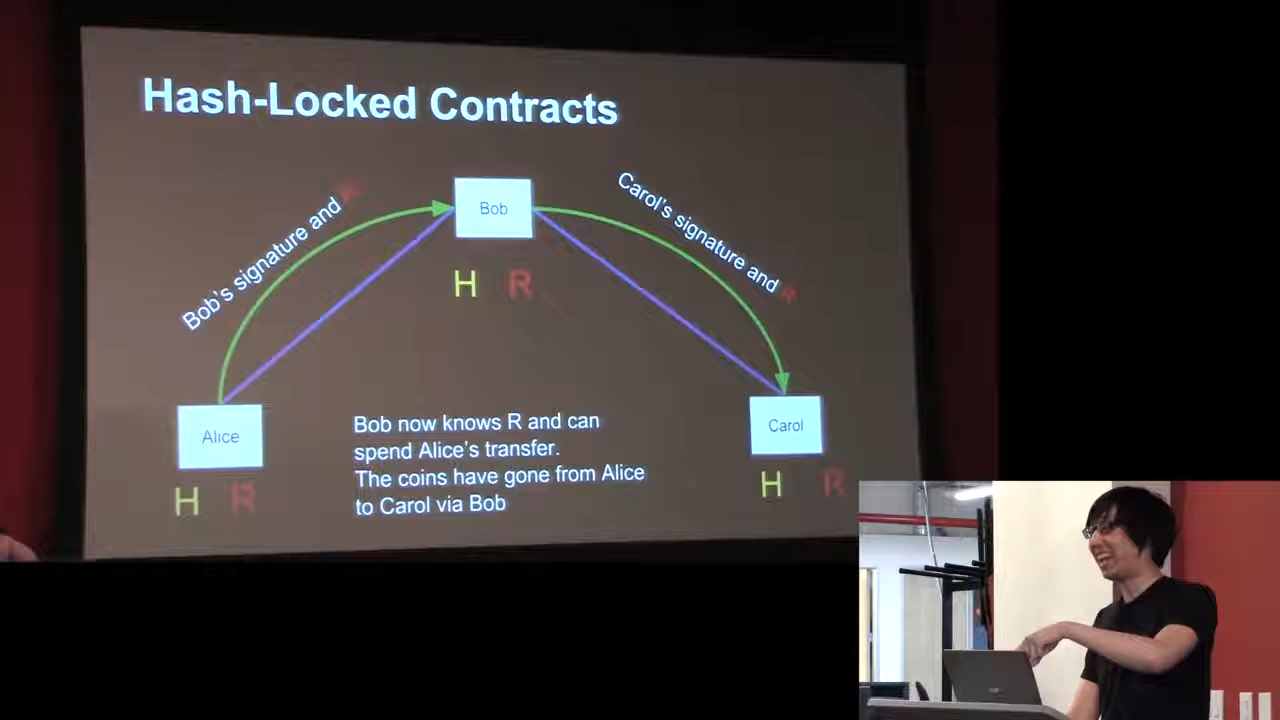 Hash-Locked Contracts
Bob's signature and R
Carol's signature and R
Bob
H R
Alice
H R
Carol
H R
Bob now knows R and can
spend Alice's transfer.
The coins have gone from Alice
to Carol via Bob